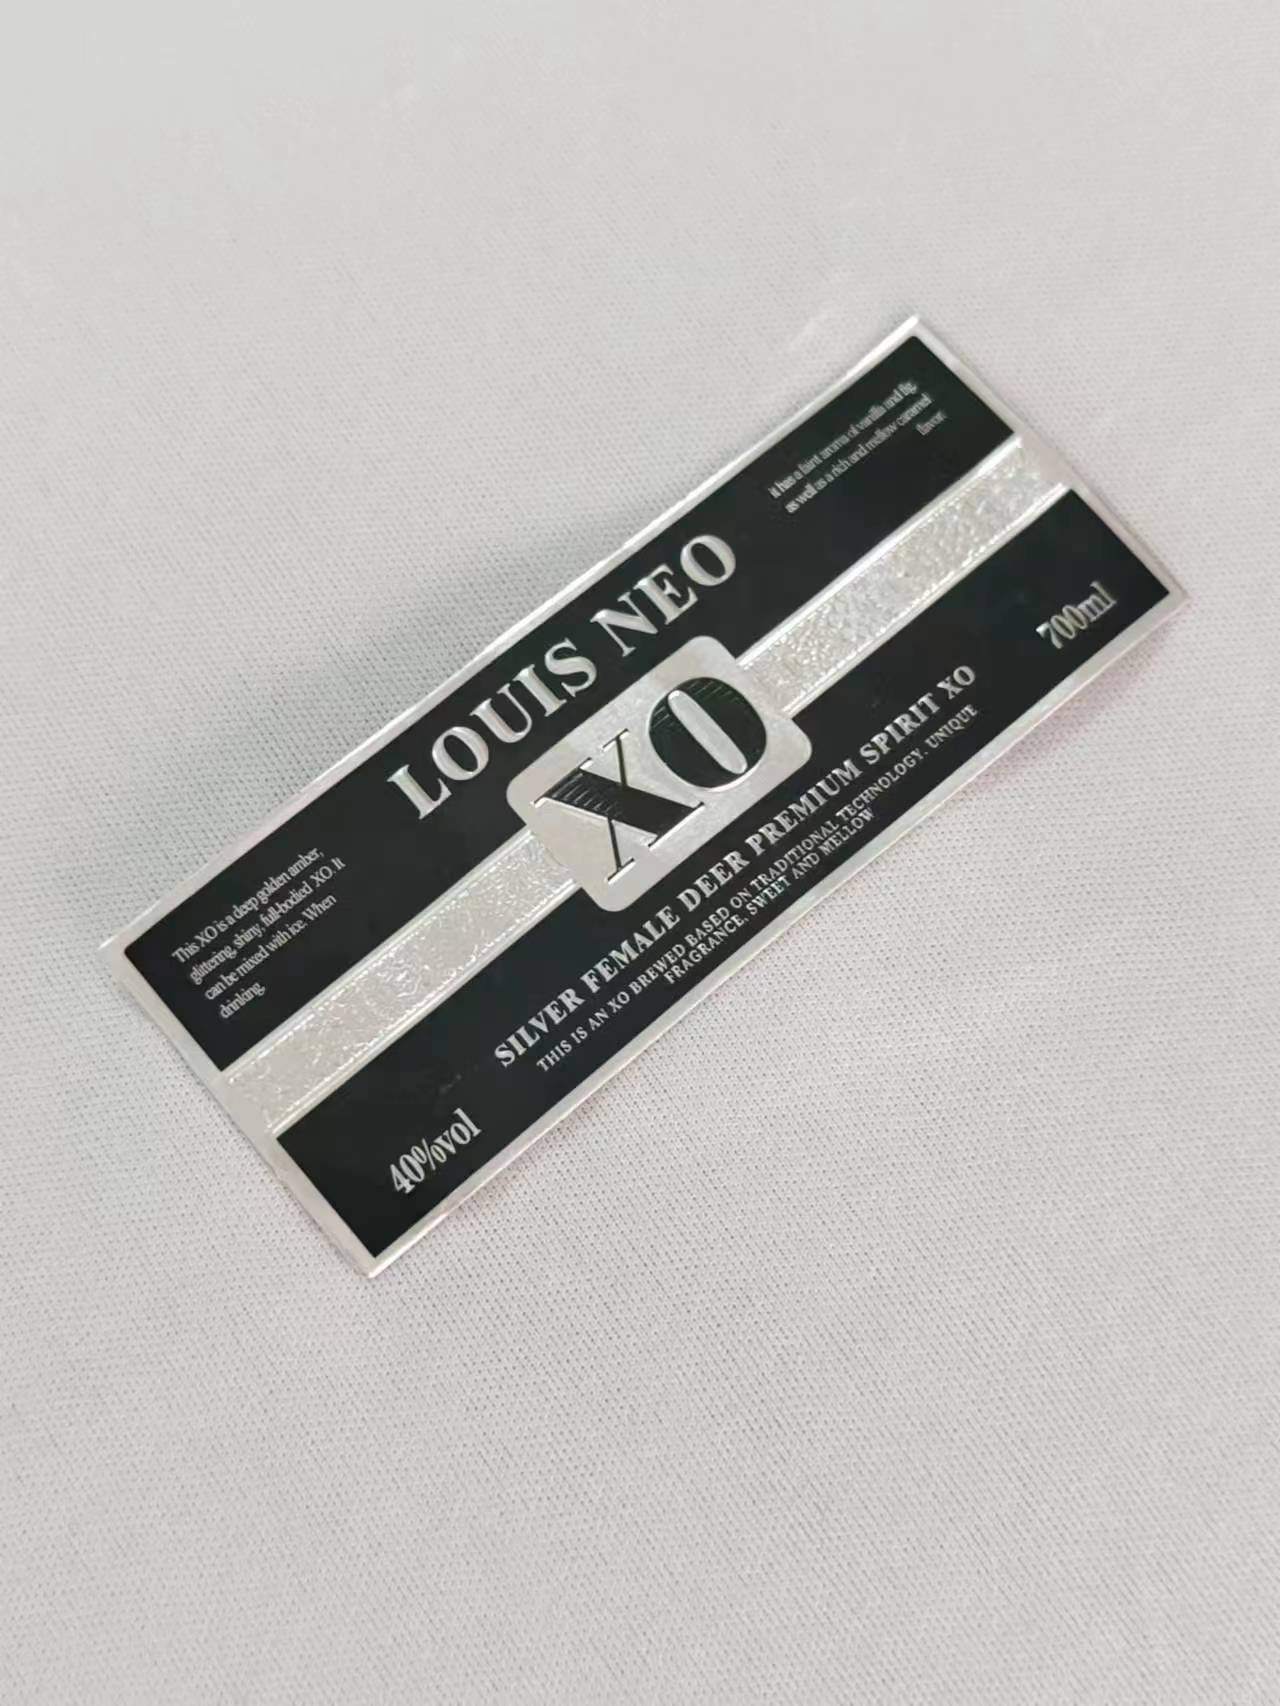 LOUIS NEO
XO
This XO is a deep golden amber,
glittering, shiny, full-bodied XO. It
can be mixed with ice. When
drinking,
it has a faint aroma of vanilla and fig,
as well as a rich and mellow caramel
flavor.
SILVER FEMALE DEER PREMIUM SPIRIT XO
THIS IS AN XO BREWED BASED ON TRADITIONAL TECHNOLOGY. UNIQUE
FRAGRANCE, SWEET AND MELLOW
40%vol
700ml